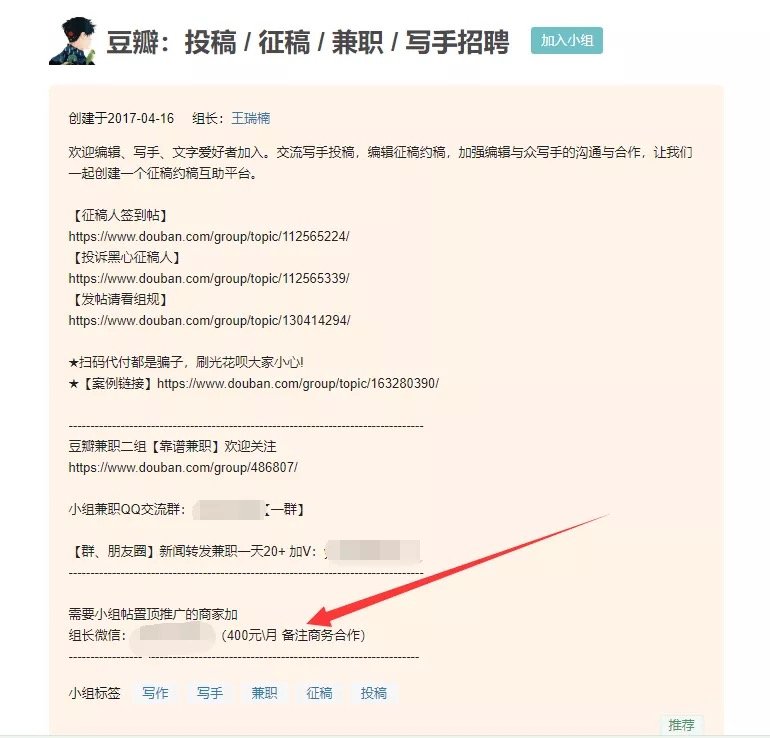 豆瓣：投稿 / 征稿 / 兼职 / 写手招聘
加入小组
创建于2017-04-16 组长：王瑞楠
欢迎编辑、写手、文字爱好者加入。交流写手投稿，编辑征稿约稿，加强编辑与众写手的沟通与合作，让我们
一起创建一个征稿约稿互助平台。
【征稿人签到帖】
https://www.douban.com/group/topic/112565224/
【投诉黑心征稿人】
https://www.douban.com/group/topic/112565339/
【发帖请看组规】
https://www.douban.com/group/topic/130414294/
★扫码代付都是骗子，刷光花呗大家小心!
★【案例链接】https://www.douban.com/group/topic/163280390/
豆瓣兼职二组【靠谱兼职】欢迎关注
https://www.douban.com/group/486807/
小组兼职QQ交流群：【一群】
【群、朋友圈】新闻转发兼职一天20+ 加V：
需要小组帖置顶推广的商家加
组长微信：（400元\月 备注商务合作）
小组标签 写作 写手 兼职 征稿 投稿
推荐